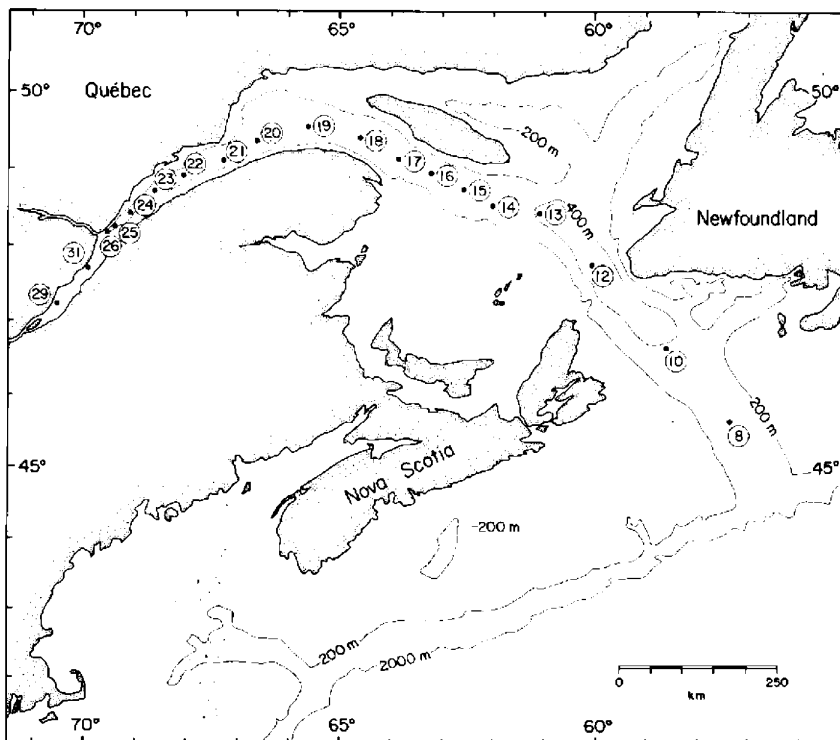 70° 65° 60°
50° Québec 50°
200 m
20 19 18
21 17
22 16
23 15
24 14 13
25
26
400 m
Newfoundland
31
12
29
10
200 m
8
45° 45°
Nova Scotia
200 m
200 m
2000 m
0 250
km
70° 65° 60°